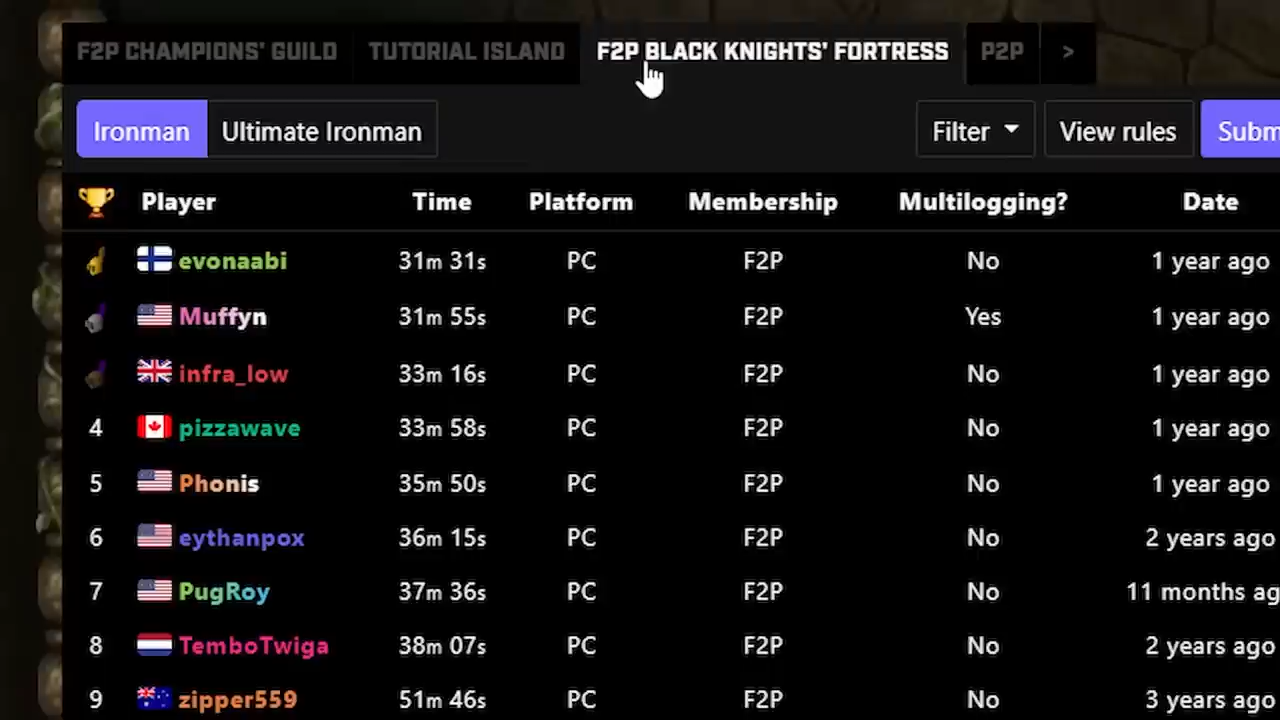 F2P CHAMPIONS' GUILD TUTORIAL ISLAND F2P BLACK KNIGHTS' FORTRESS P2P >
Ironman Ultimate Ironman Filter View rules Subm
Player Time Platform Membership Multilogging? Date
evonaabi 31m 31s PC F2P No 1 year ago
Muffyn 31m 55s PC F2P Yes 1 year ago
infra_low 33m 16s PC F2P No 1 year ago
4 pizzawave 33m 58s PC F2P No 1 year ago
5 Phonis 35m 50s PC F2P No 1 year ago
6 eythanpox 36m 15s PC F2P No 2 years ago
7 PugRoy 37m 36s PC F2P No 11 months ag
8 TemboTwiga 38m 07s PC F2P No 2 years ago
9 zipper559 51m 46s PC F2P No 3 years ago